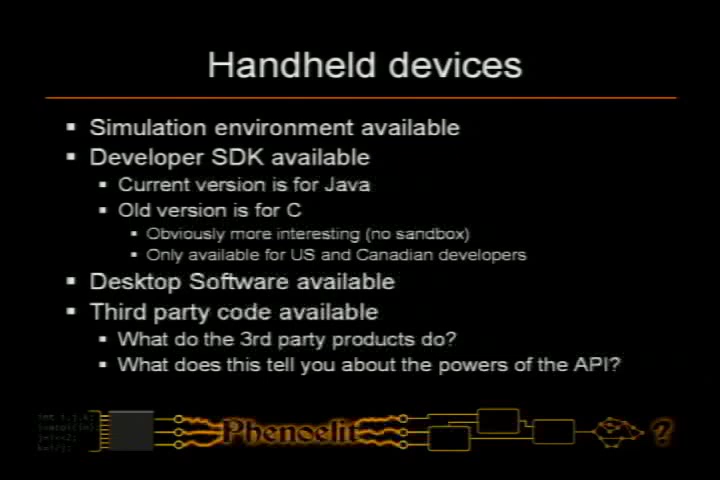 Handheld devices
Simulation environment available
Developer SDK available
Current version is for Java
Old version is for C
Obviously more interesting (no sandbox)
Only available for US and Canadian developers
Desktop Software available
Third party code available
What do the 3rd party products do?
What does this tell you about the powers of the API?
Phenoelit
?